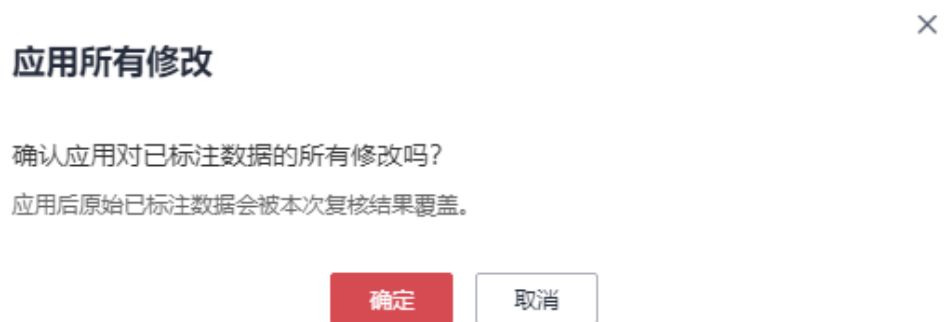 应用所有修改
确认应用对已标注数据的所有修改吗?
应用后原始已标注数据会被本次复核结果覆盖。
确定
取消